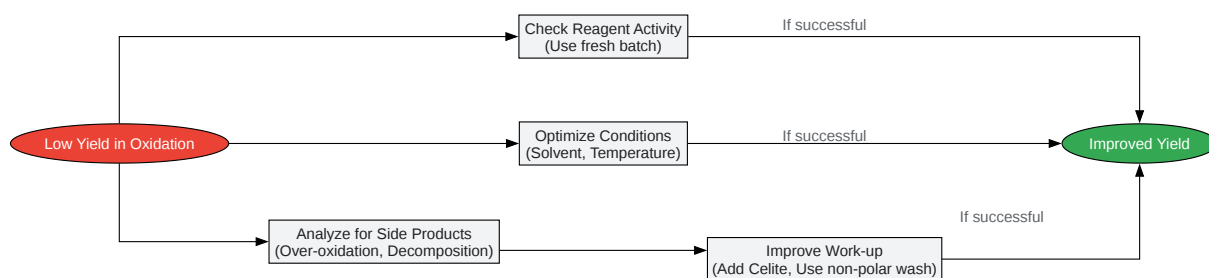 Check Reagent Activity
(Use fresh batch)
If successful
Low Yield in Oxidation
Optimize Conditions
(Solvent, Temperature)
If successful
Improved Yield
Analyze for Side Products
(Over-oxidation, Decomposition)
If successful
Improve Work-up
(Add Celite, Use non-polar wash)